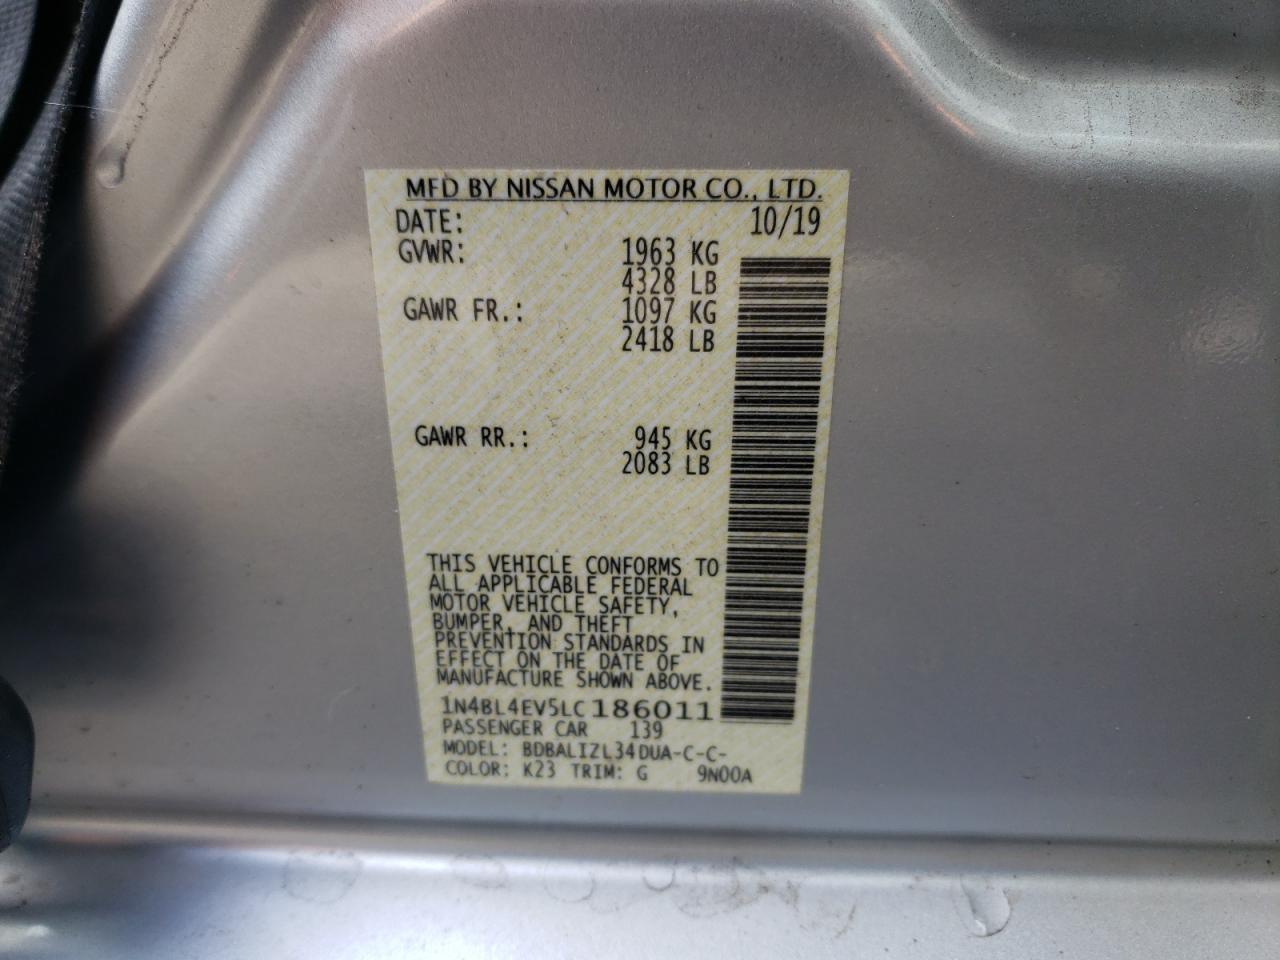 MFD BY NISSAN MOTOR CO., LTD.
DATE: 10/19
GVWR: 1963 KG
4328 LB
GAWR FR.: 1097 KG
2418 LB
GAWR RR.: 945 KG
2083 LB
THIS VEHICLE CONFORMS TO
ALL APPLICABLE FEDERAL
MOTOR VEHICLE SAFETY,
BUMPER, AND THEFT
PREVENTION STANDARDS IN
EFFECT ON THE DATE OF
MANUFACTURE SHOWN ABOVE.
1N4BL4EV5LC186011
PASSENGER CAR 139
MODEL: BDBALIZL34DUA-C-C-
COLOR: K23 TRIM: G 9N00A